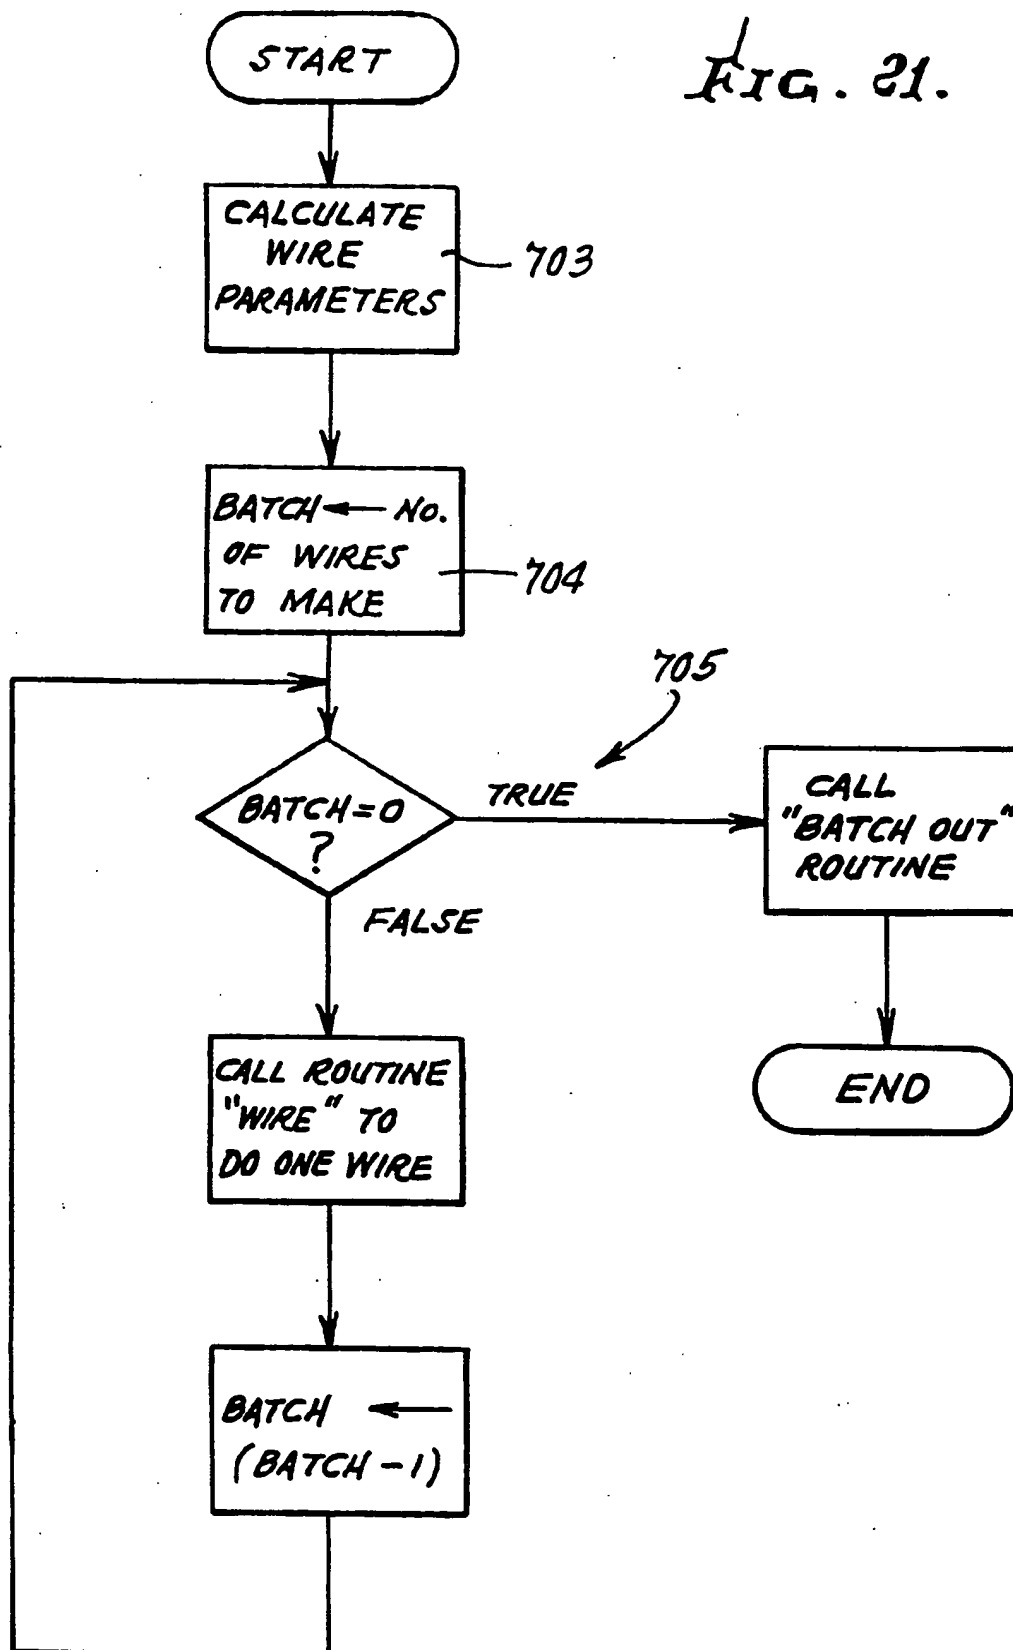 START
FIG. 21.
CALCULATE
WIRE
PARAMETERS
703
BATCH ← No.
OF WIRES
TO MAKE
704
705
BATCH=0
?
TRUE
CALL
"BATCH OUT"
ROUTINE
FALSE
END
CALL ROUTINE
"WIRE" TO
DO ONE WIRE
BATCH ←
(BATCH-1)